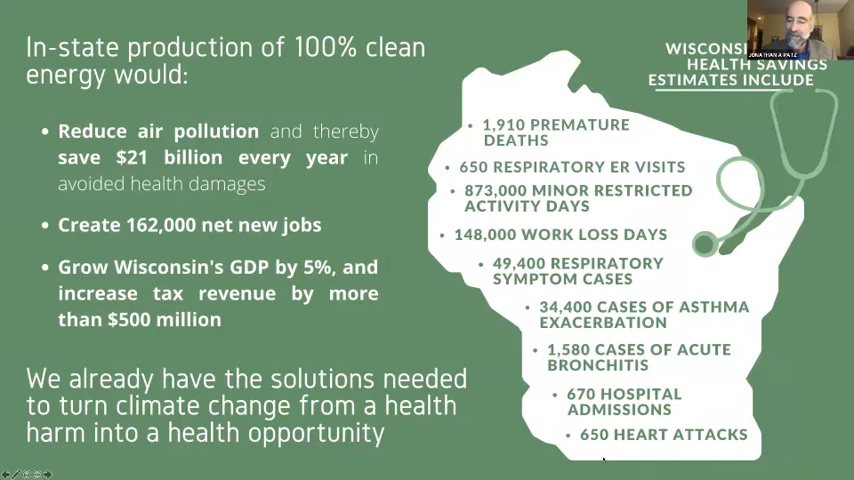 In-state production of 100% clean
energy would:
• Reduce air pollution and thereby
save $21 billion every year in
avoided health damages
• Create 162,000 net new jobs
• Grow Wisconsin's GDP by 5%, and
increase tax revenue by more
than $500 million
We already have the solutions needed
to turn climate change from a health
harm into a health opportunity
HEALTH SAVINGS
ESTIMATES INCLUDE
• 1,910 PREMATURE
DEATHS
• 650 RESPIRATORY ER VISITS
• 873,000 MINOR RESTRICTED
ACTIVITY DAYS
• 148,000 WORK LOSS DAYS
• 49,400 RESPIRATORY
SYMPTOM CASES
• 34,400 CASES OF ASTHMA
EXACERBATION
• 1,580 CASES OF ACUTE
BRONCHITIS
• 670 HOSPITAL
ADMISSIONS
• 650 HEART ATTACKS
JONATHAN A PATZ